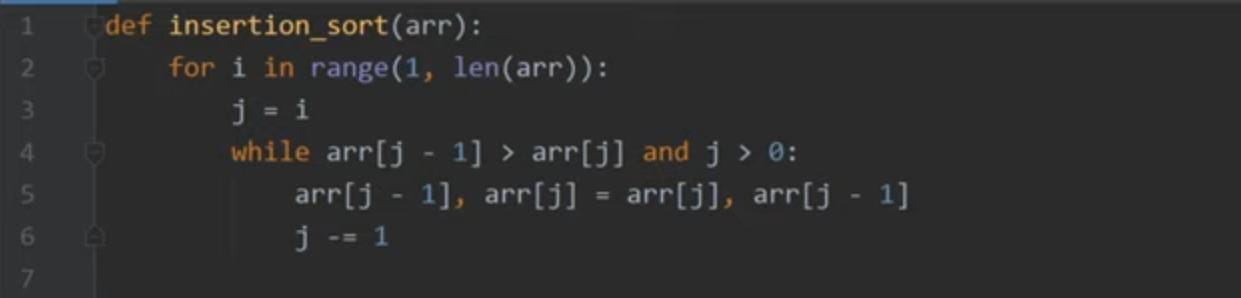 1 def insertion_sort(arr):
2     for i in range(1, len(arr)):
3         j = i
4         while arr[j - 1] > arr[j] and j > 0:
5             arr[j - 1], arr[j] = arr[j], arr[j - 1]
6             j -= 1
7